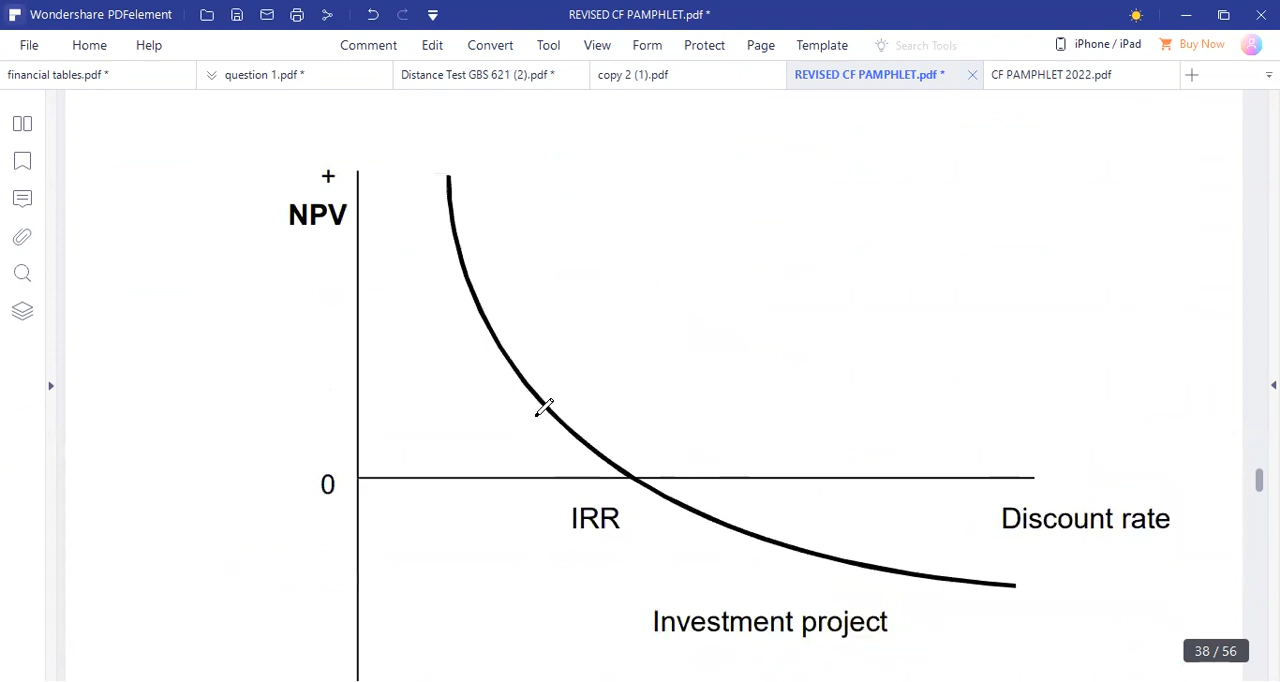 Wondershare PDFelement
REVISED CF PAMPHLET.pdf *
File Home Help Comment Edit Convert Tool View Form Protect Page Template Search Tools iPhone / iPad Buy Now
financial tables.pdf * question 1.pdf * Distance Test GBS 621 (2).pdf * copy 2 (1).pdf REVISED CF PAMPHLET.pdf * CF PAMPHLET 2022.pdf
+
NPV
0
IRR
Discount rate
Investment project
38 / 56